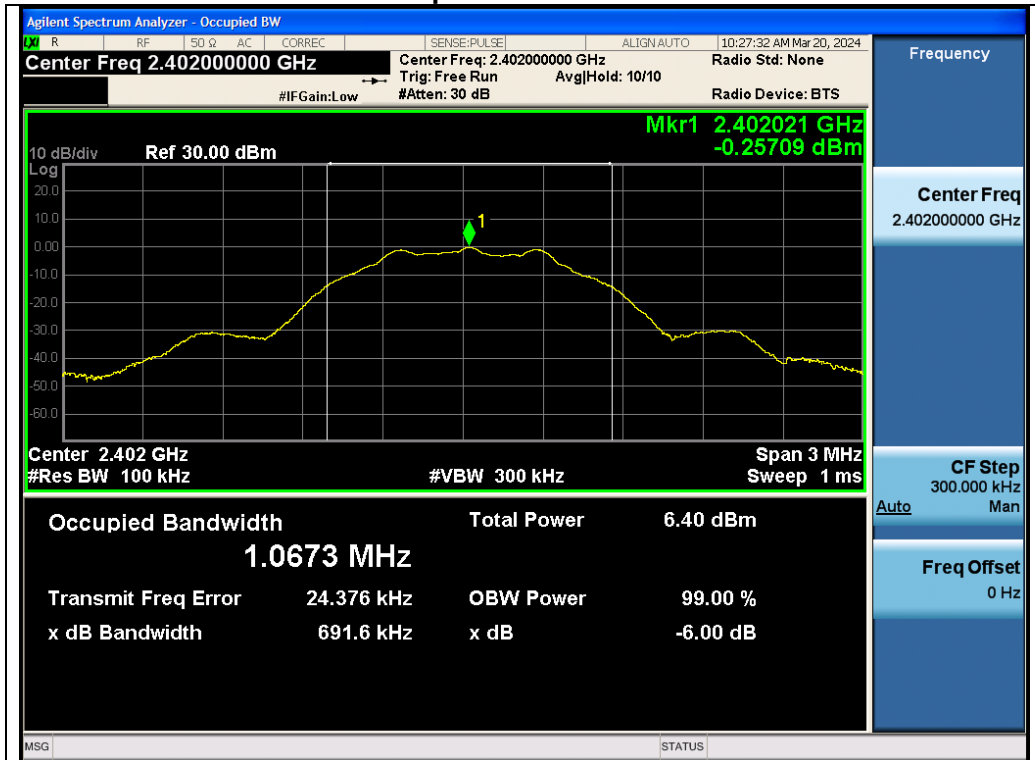 Agilent Spectrum Analyzer - Occupied BW
LXI R RF 50 Ω AC CORREC SENSE:PULSE ALIGN AUTO 10:27:32 AM Mar 20, 2024
Center Freq 2.402000000 GHz
Center Freq: 2.402000000 GHz Radio Std: None
Trig: Free Run Avg|Hold: 10/10
#IFGain:Low #Atten: 30 dB Radio Device: BTS
Mkr1 2.402021 GHz
-0.25709 dBm
10 dB/div Ref 30.00 dBm
Log
20.0
10.0
0.00
-10.0
-20.0
-30.0
-40.0
-50.0
-60.0
1
Center 2.402 GHz Span 3 MHz
#Res BW 100 kHz #VBW 300 kHz Sweep 1 ms
Occupied Bandwidth Total Power 6.40 dBm
1.0673 MHz
Transmit Freq Error 24.376 kHz OBW Power 99.00 %
x dB Bandwidth 691.6 kHz x dB -6.00 dB
Frequency
Center Freq
2.402000000 GHz
CF Step
300.000 kHz
Auto Man
Freq Offset
0 Hz
MSG STATUS